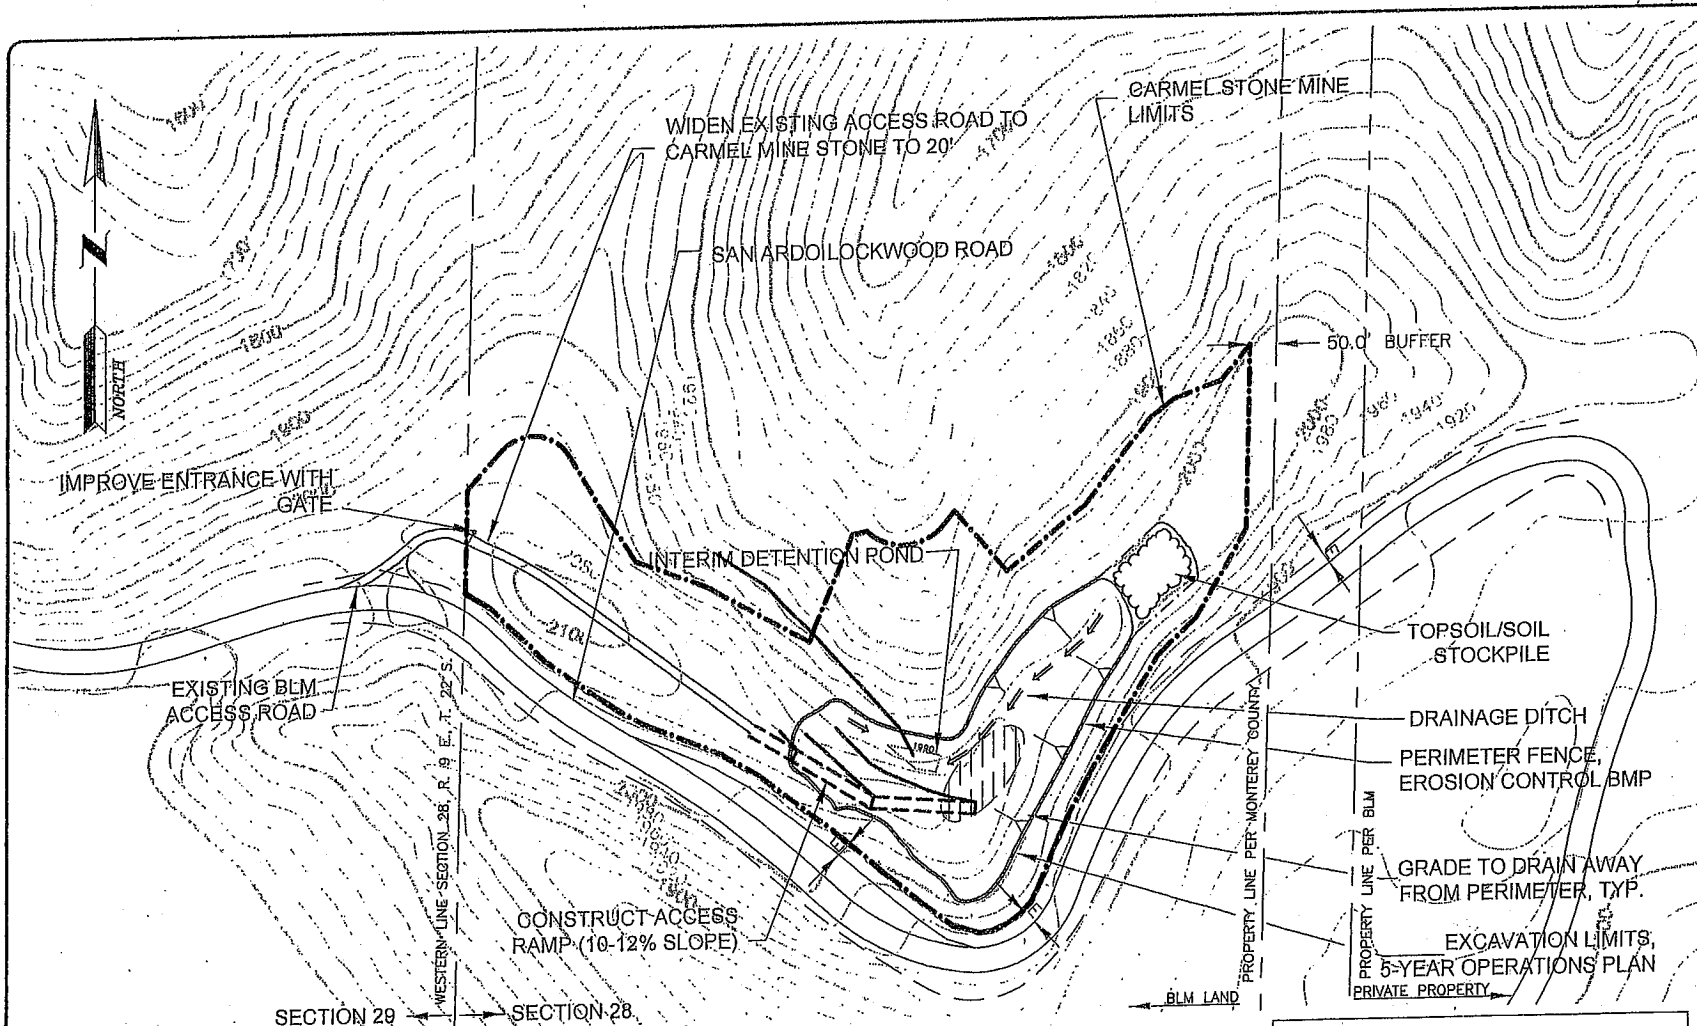 CARMEL STONE MINE
LIMITS
WIDEN EXISTING ACCESS ROAD TO
CARMEL MINE STONE TO 20'
N
NORTH
SAN ARDO/LOCKWOOD ROAD
50.0' BUFFER
1800
IMPROVE ENTRANCE WITH
GATE
INTERIM DETENTION POND
TOPSOIL/SOIL
STOCKPILE
EXISTING BLM
ACCESS ROAD
DRAINAGE DITCH
PERIMETER FENCE,
EROSION CONTROL BMP
1980
GRADE TO DRAIN AWAY
FROM PERIMETER, TYP.
CONSTRUCT ACCESS
RAMP (10-12% SLOPE)
EXCAVATION LIMITS,
5-YEAR OPERATIONS PLAN
WESTERN LINE SECTION 28, R. 9 E. T. 22 S.
PROPERTY LINE PER MONTEREY COUNTY
PROPERTY LINE PER BLM
PRIVATE PROPERTY
BLM LAND
SECTION 29
SECTION 28